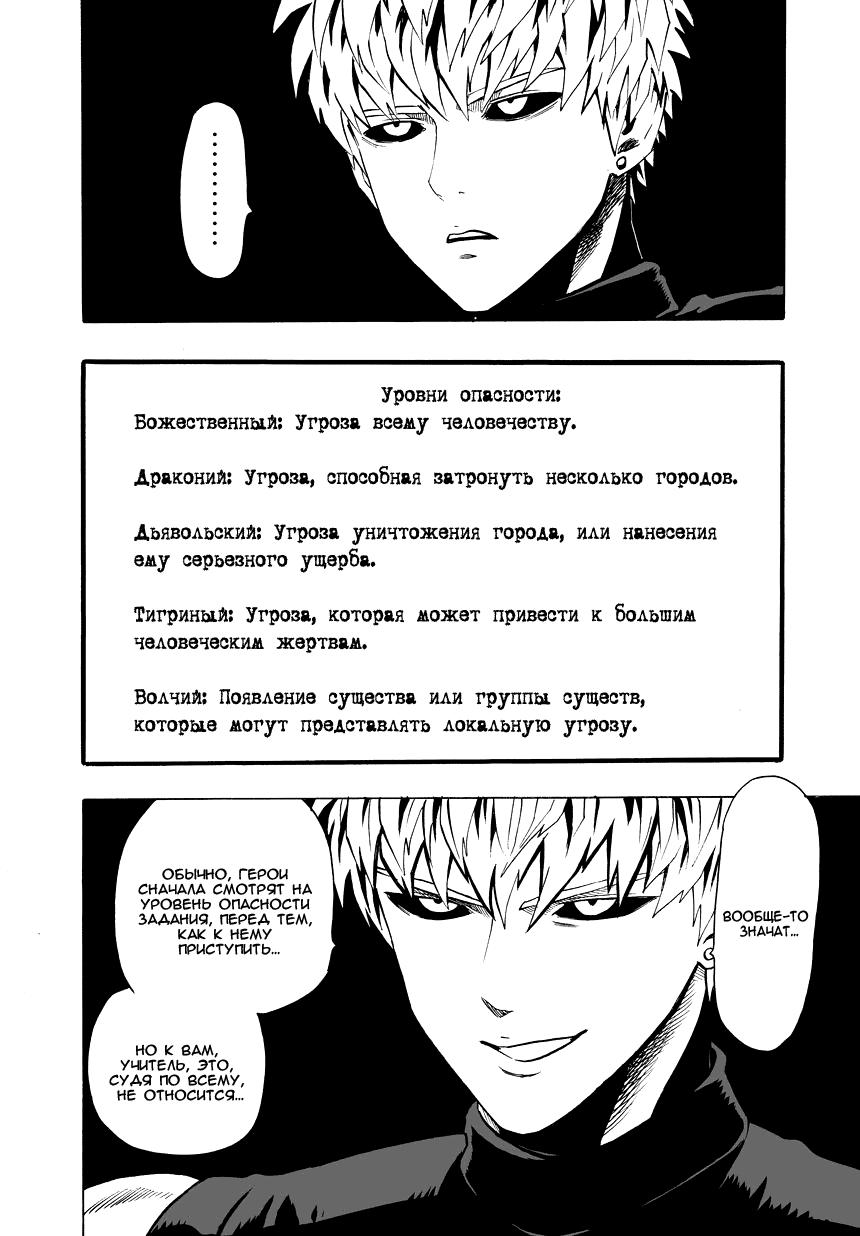 .........
Уровни опасности:
Божественный: Угроза всему человечеству.
Драконий: Угроза, способная затронуть несколько городов.
Дьявольский: Угроза уничтожения города, или нанесения
ему серьезного ущерба.
Тигриный: Угроза, которая может привести к большим
человеческим жертвам.
Волчий: Появление существа или группы существ,
которые могут представлять локальную угрозу.
ВООБЩЕ-ТО
ЗНАЧАТ...
ОБЫЧНО, ГЕРОИ
СНАЧАЛА СМОТРЯТ НА
УРОВЕНЬ ОПАСНОСТИ
ЗАДАНИЯ, ПЕРЕД ТЕМ,
КАК К НЕМУ
ПРИСТУПИТЬ...
НО К ВАМ,
УЧИТЕЛЬ, ЭТО,
СУДЯ ПО ВСЕМУ,
НЕ ОТНОСИТСЯ...